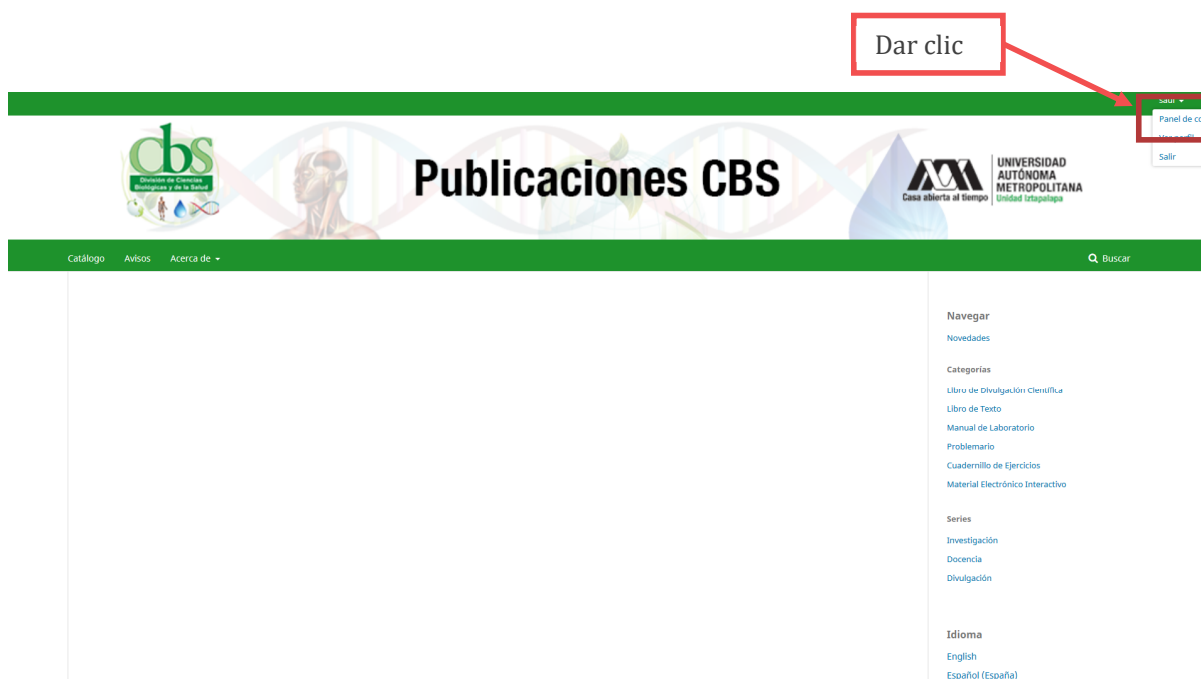 Dar clic
saul
Panel de co
Ver perfil
Salir
cbs
División de Ciencias
Biológicas y de la Salud
Publicaciones CBS
Casa abierta al tiempo
UNIVERSIDAD
AUTÓNOMA
METROPOLITANA
Unidad Iztapalapa
Catálogo Avisos Acerca de
Buscar
Navegar
Novedades
Categorías
Libro de Divulgación Científica
Libro de Texto
Manual de Laboratorio
Problemario
Cuadernillo de Ejercicios
Material Electrónico Interactivo
Series
Investigación
Docencia
Divulgación
Idioma
English
Español (España)